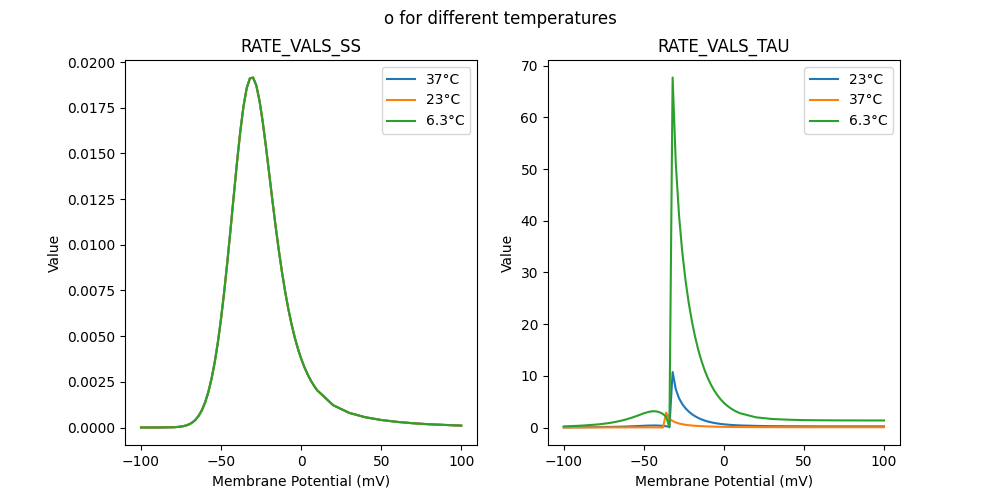 o for different temperatures
RATE_VALS_SS
RATE_VALS_TAU
0.0200
0.0175
0.0150
0.0125
0.0100
0.0075
0.0050
0.0025
0.0000
Value
37°C
23°C
6.3°C
−100
−50
0
50
100
Membrane Potential (mV)
70
60
50
40
30
20
10
0
Value
23°C
37°C
6.3°C
−100
−50
0
50
100
Membrane Potential (mV)